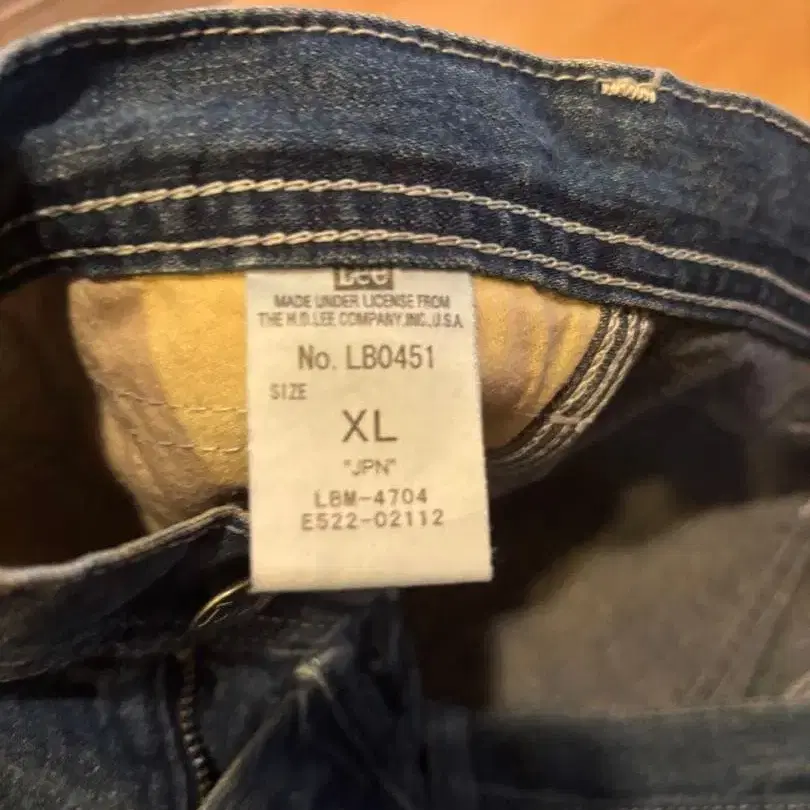 Lee
MADE UNDER LICENSE FROM
THE H.D.LEE COMPANY,INC.,U.S.A
No. LB0451
SIZE
XL
"JPN"
LBM-4704
E522-02112